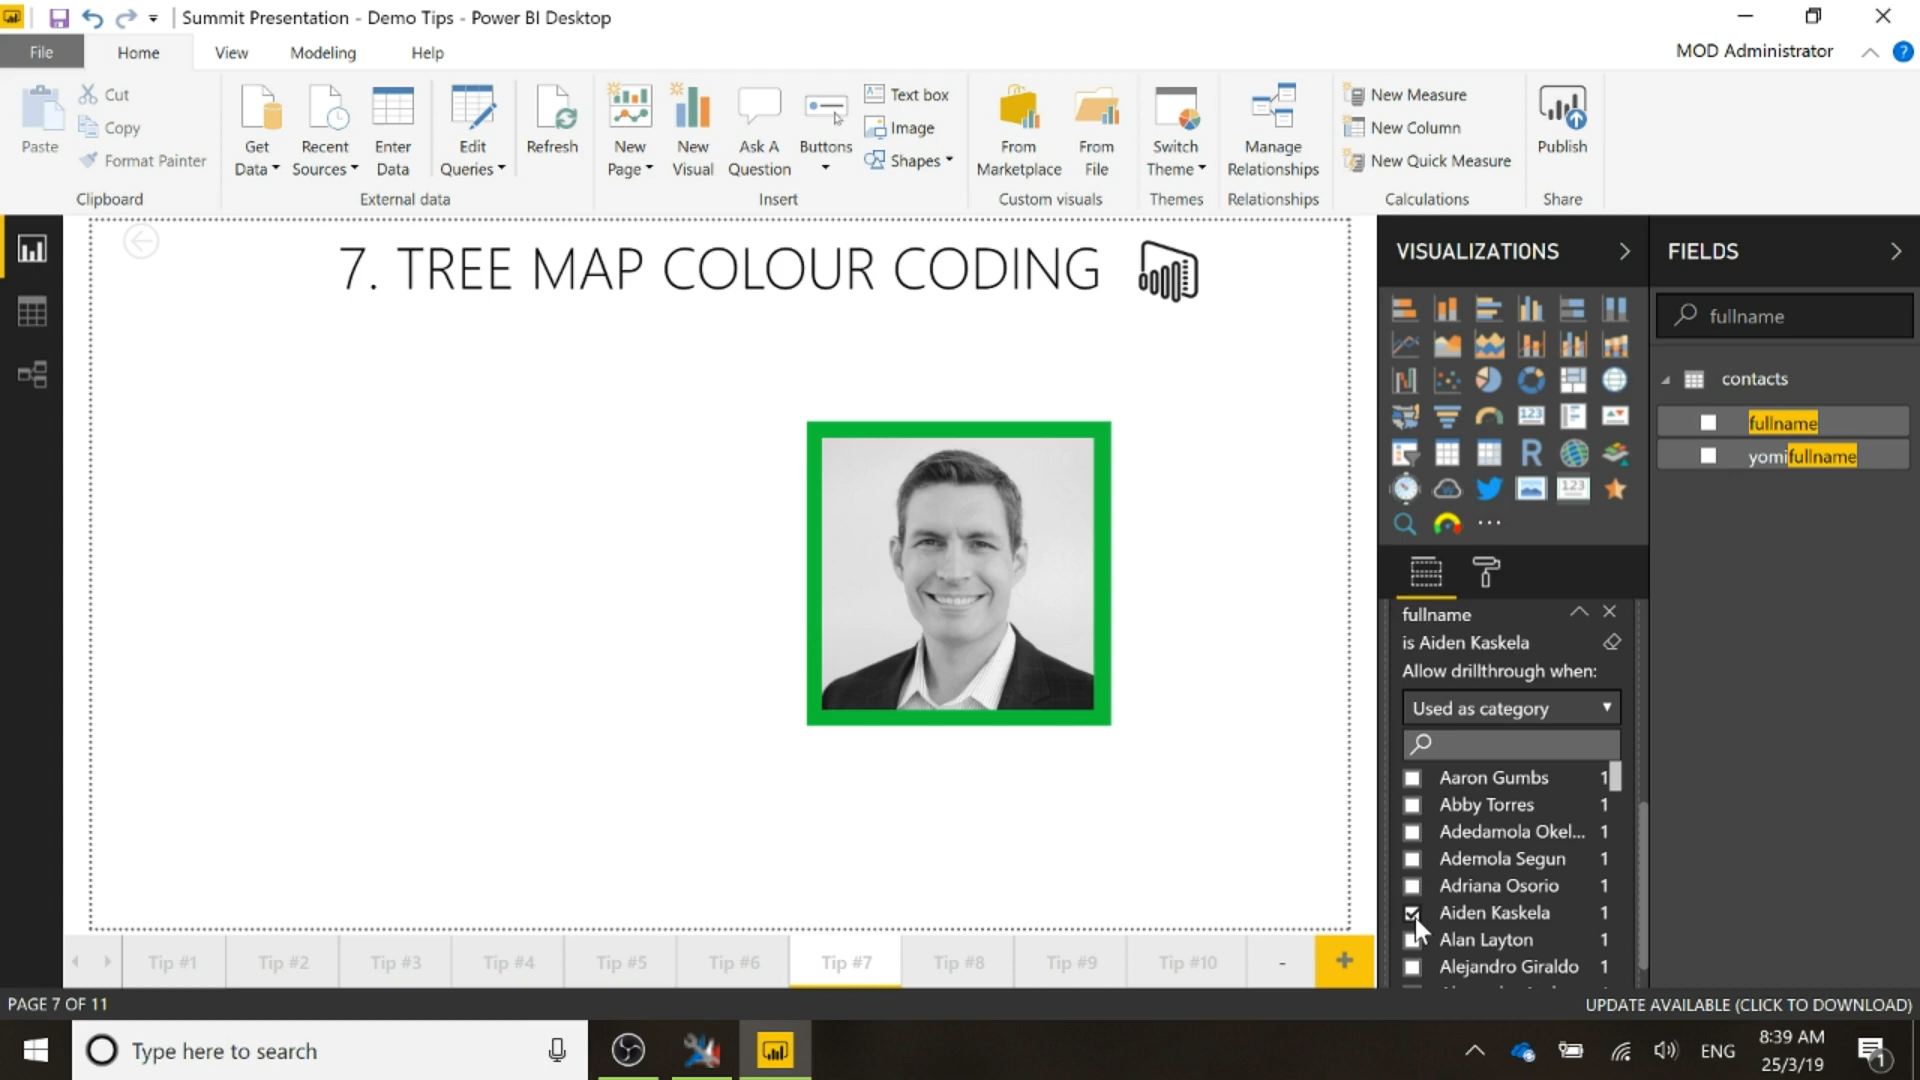 Summit Presentation - Demo Tips - Power BI Desktop
File Home View Modeling Help MOD Administrator ?
Paste Cut Copy Format Painter
Clipboard
Get Data Recent Sources Enter Data Edit Queries Refresh
External data
New Page New Visual Ask A Question Buttons Text box Image Shapes
Insert
From Marketplace From File
Custom visuals
Switch Theme
Themes
Manage Relationships
Relationships
New Measure
New Column
New Quick Measure
Calculations
Publish
Share
7. TREE MAP COLOUR CODING
VISUALIZATIONS
123
R
123
fullname
is Aiden Kaskela
Allow drillthrough when:
Used as category
Aaron Gumbs 1
Abby Torres 1
Adedamola Okel... 1
Ademola Segun 1
Adriana Osorio 1
Aiden Kaskela 1
Alan Layton 1
Alejandro Giraldo 1
FIELDS
fullname
contacts
fullname
yomifullname
Tip #1 Tip #2 Tip #3 Tip #4 Tip #5 Tip #6 Tip #7 Tip #8 Tip #9 Tip #10 - +
PAGE 7 OF 11 UPDATE AVAILABLE (CLICK TO DOWNLOAD)
Type here to search
ENG
8:39 AM
25/3/19
1